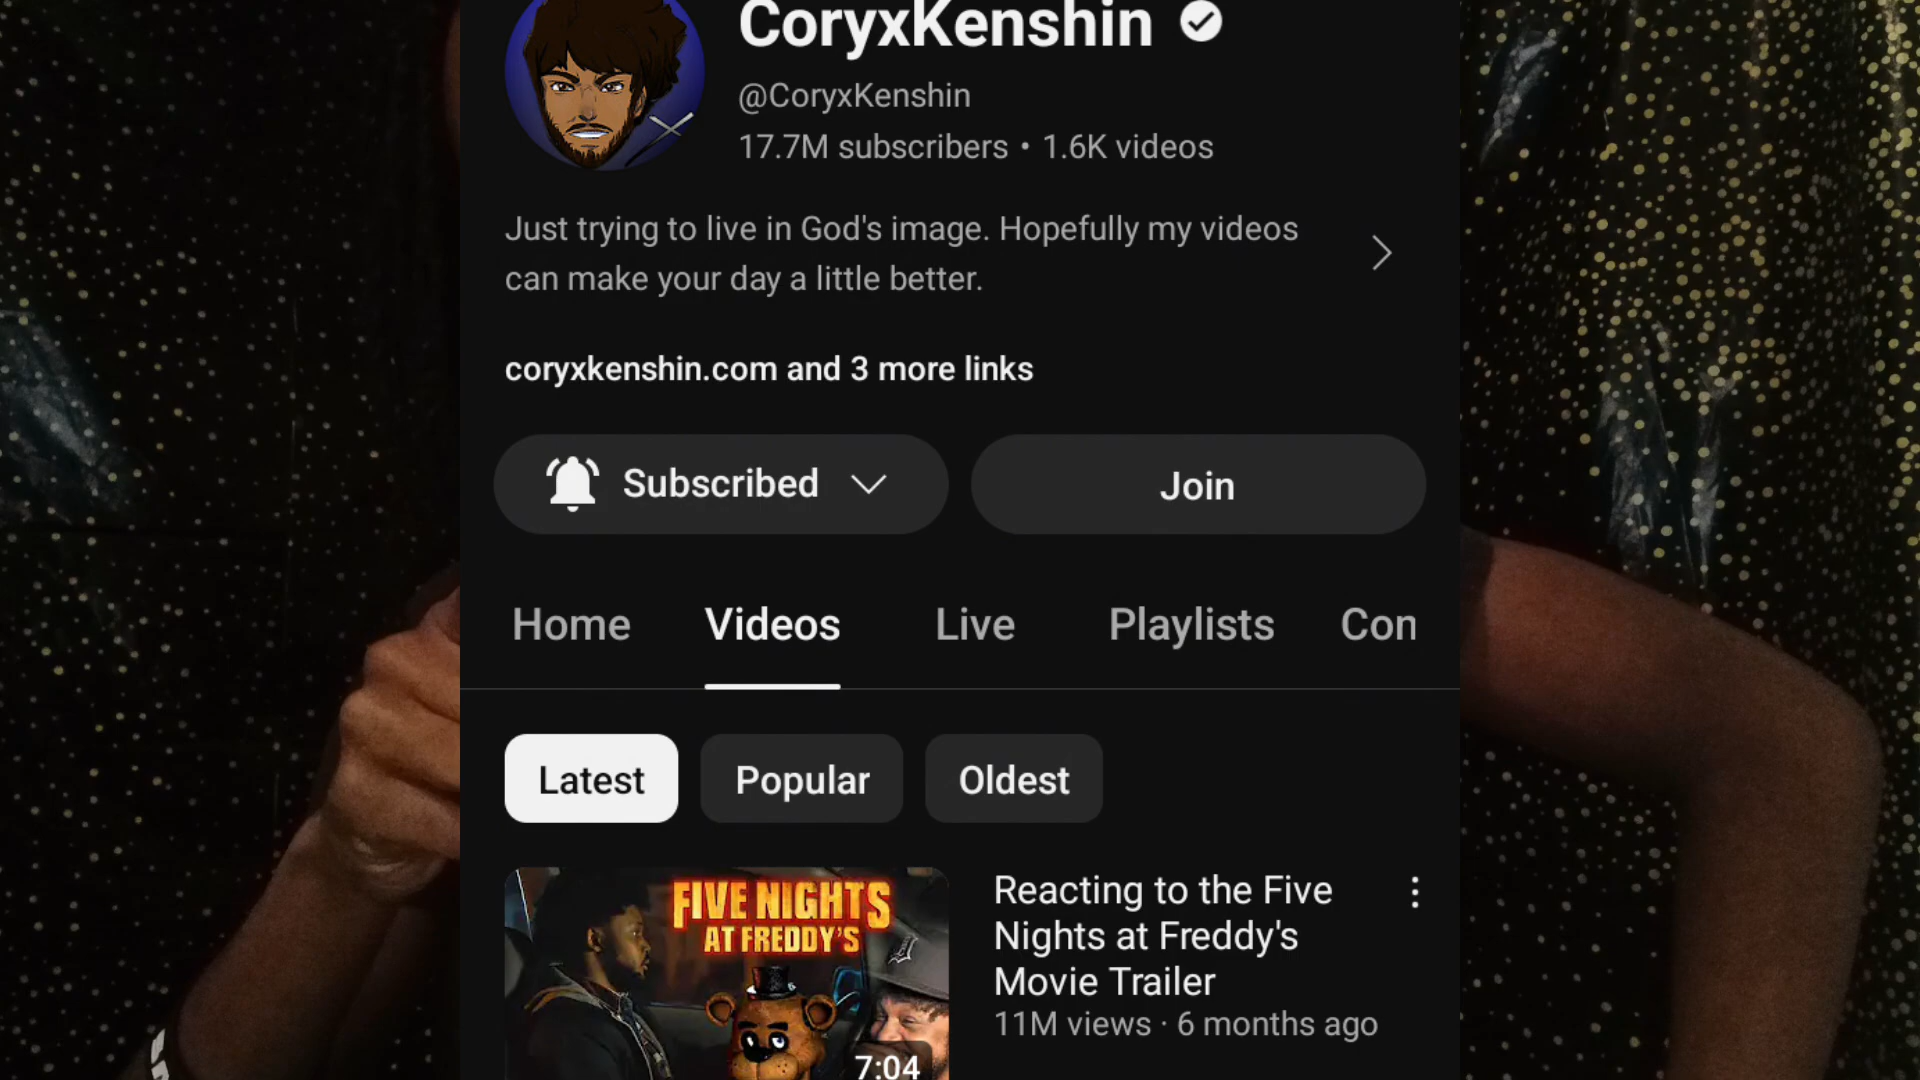 CoryxKenshin
@CoryxKenshin
17.7M subscribers • 1.6K videos
Just trying to live in God's image. Hopefully my videos
can make your day a little better.
coryxkenshin.com and 3 more links
Subscribed
Join
Home Videos Live Playlists Con
Latest Popular Oldest
FIVE NIGHTS
AT FREDDY'S
7:04
Reacting to the Five
Nights at Freddy's
Movie Trailer
11M views · 6 months ago